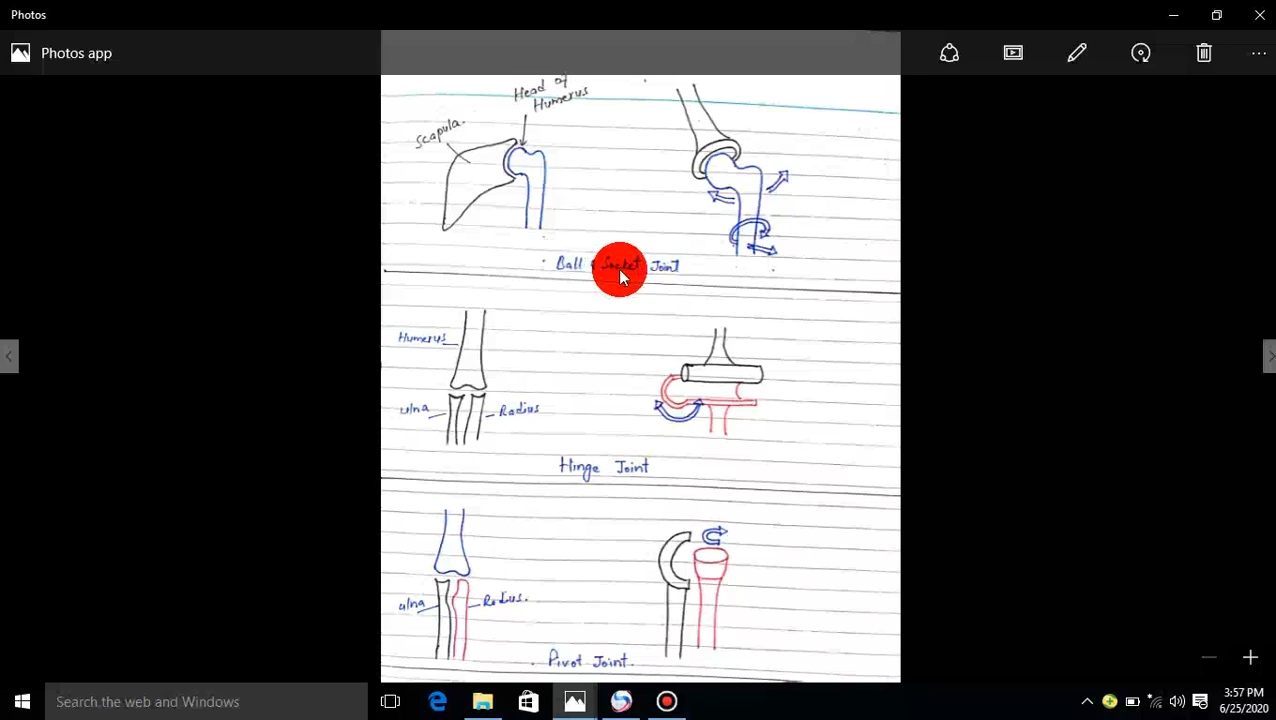 Photos
Photos app
Head of
Humerus
Scapula.
Ball & Socket Joint
Humerus
Ulna
Radius
Hinge Joint
Ulna
Radius.
Pivot Joint.
Search the web and Windows
3:57 PM
6/25/2020